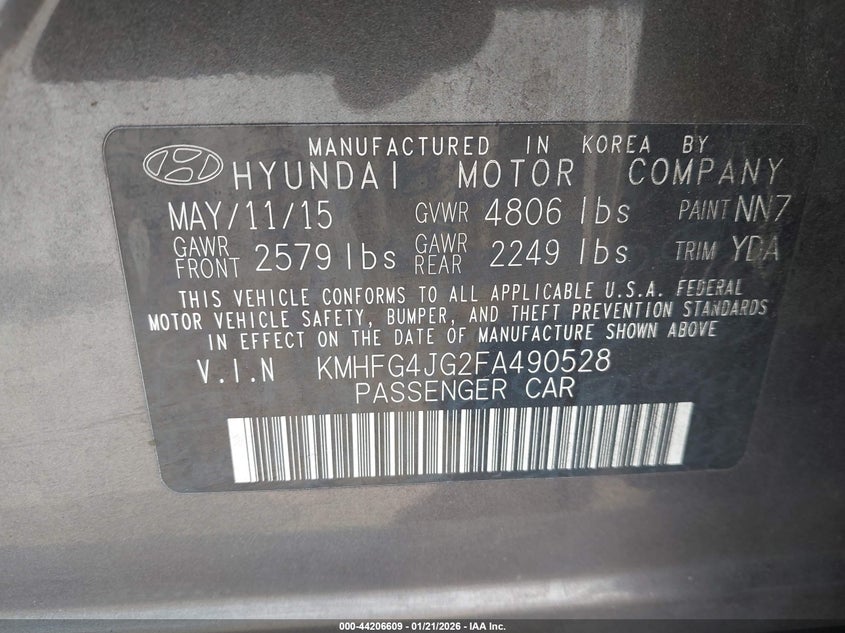 MANUFACTURED IN KOREA BY
HYUNDAI MOTOR COMPANY
MAY/11/15 GVWR 4806 lbs PAINT NN7
GAWR FRONT 2579 lbs GAWR REAR 2249 lbs TRIM YDA
THIS VEHICLE CONFORMS TO ALL APPLICABLE U.S.A. FEDERAL
MOTOR VEHICLE SAFETY, BUMPER, AND THEFT PREVENTION STANDARDS
IN EFFECT ON THE DATE OF MANUFACTURE SHOWN ABOVE
V.I.N KMHFG4JG2FA490528
PASSENGER CAR
000-44206609 - 01/21/2026 - IAA Inc.